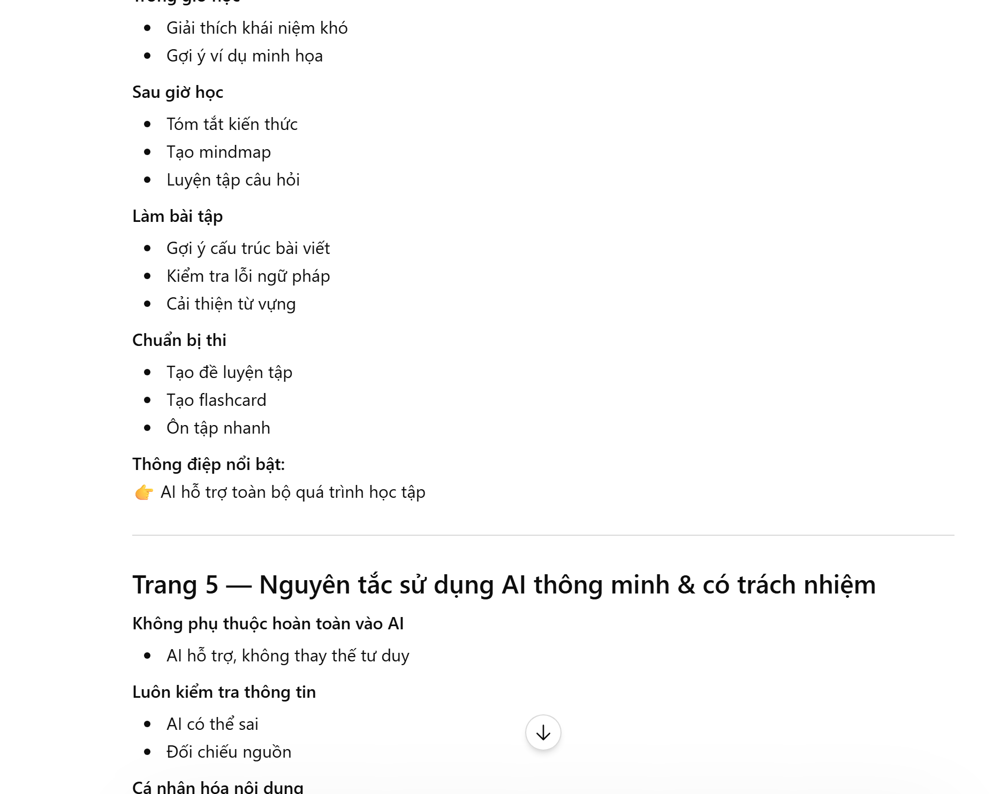 Trong giờ học
Giải thích khái niệm khó
Gợi ý ví dụ minh họa
Sau giờ học
Tóm tắt kiến thức
Tạo mindmap
Luyện tập câu hỏi
Làm bài tập
Gợi ý cấu trúc bài viết
Kiểm tra lỗi ngữ pháp
Cải thiện từ vựng
Chuẩn bị thi
Tạo đề luyện tập
Tạo flashcard
Ôn tập nhanh
Thông điệp nổi bật:
👉 AI hỗ trợ toàn bộ quá trình học tập
Trang 5 — Nguyên tắc sử dụng AI thông minh & có trách nhiệm
Không phụ thuộc hoàn toàn vào AI
AI hỗ trợ, không thay thế tư duy
Luôn kiểm tra thông tin
AI có thể sai
Đối chiếu nguồn
Cá nhân hóa nội dung